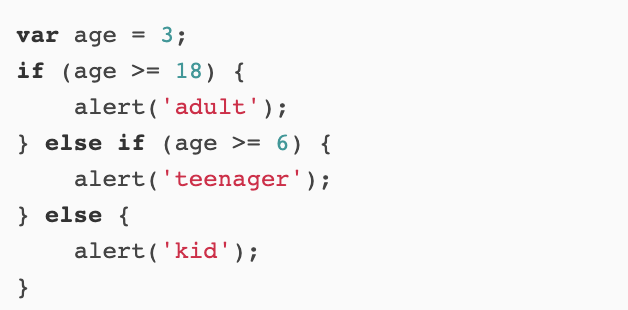 var age = 3;
if (age >= 18) {
    alert('adult');
} else if (age >= 6) {
    alert('teenager');
} else {
    alert('kid');
}